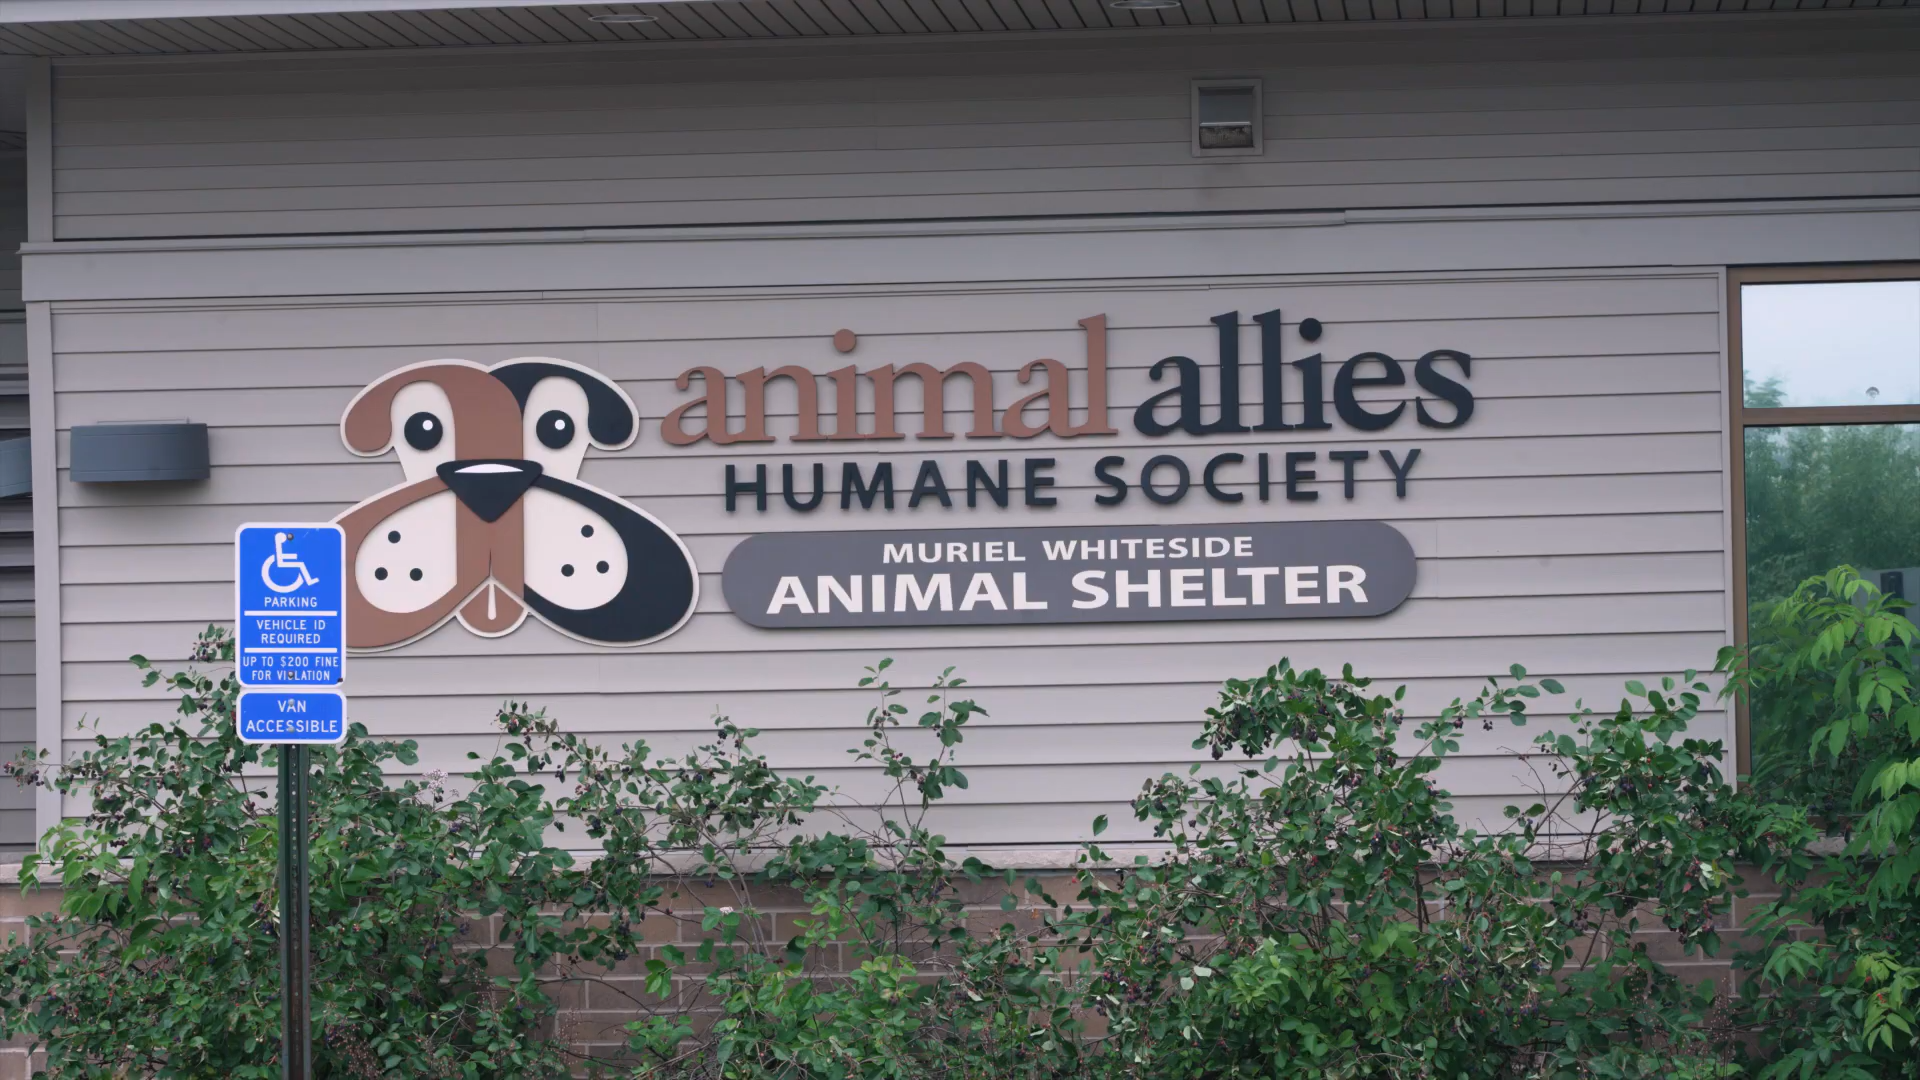 animal allies
HUMANE SOCIETY
MURIEL WHITESIDE
ANIMAL SHELTER
PARKING
VEHICLE ID
REQUIRED
UP TO $200 FINE
FOR VIOLATION
VAN
ACCESSIBLE